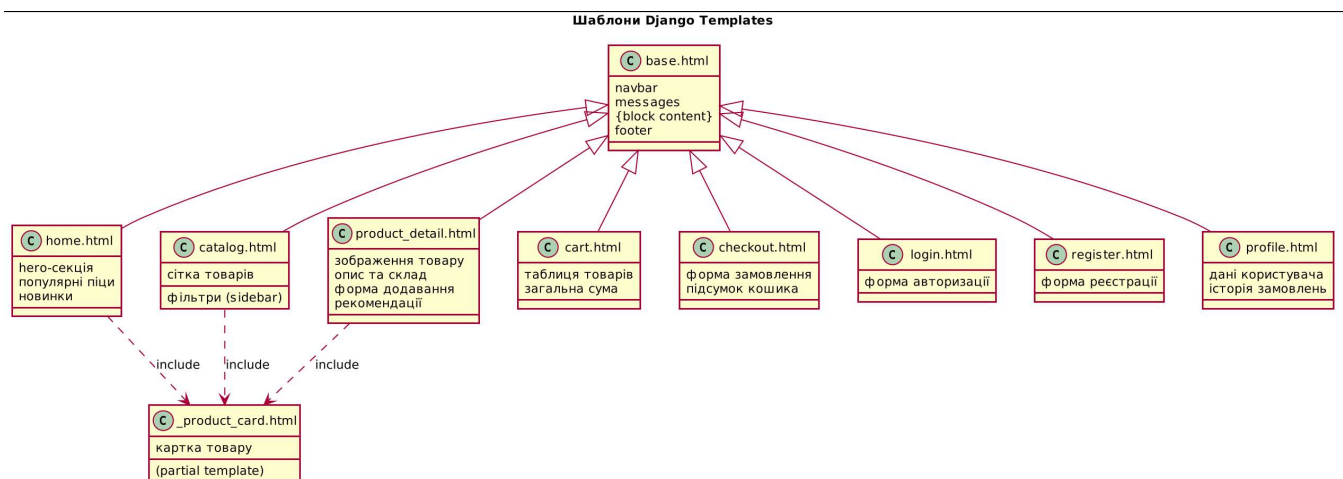 Шаблони Django Templates
C base.html
navbar
messages
{block content}
footer
C home.html
hero-секція
популярні піци
новинки
C catalog.html
сітка товарів
фільтри (sidebar)
C product_detail.html
зображення товару
опис та склад
форма додавання
рекомендації
C cart.html
таблиця товарів
загальна сума
C checkout.html
форма замовлення
підсумок кошика
C login.html
форма авторизації
C register.html
форма реєстрації
C profile.html
дані користувача
історія замовлень
include
include
include
C _product_card.html
картка товару
(partial template)